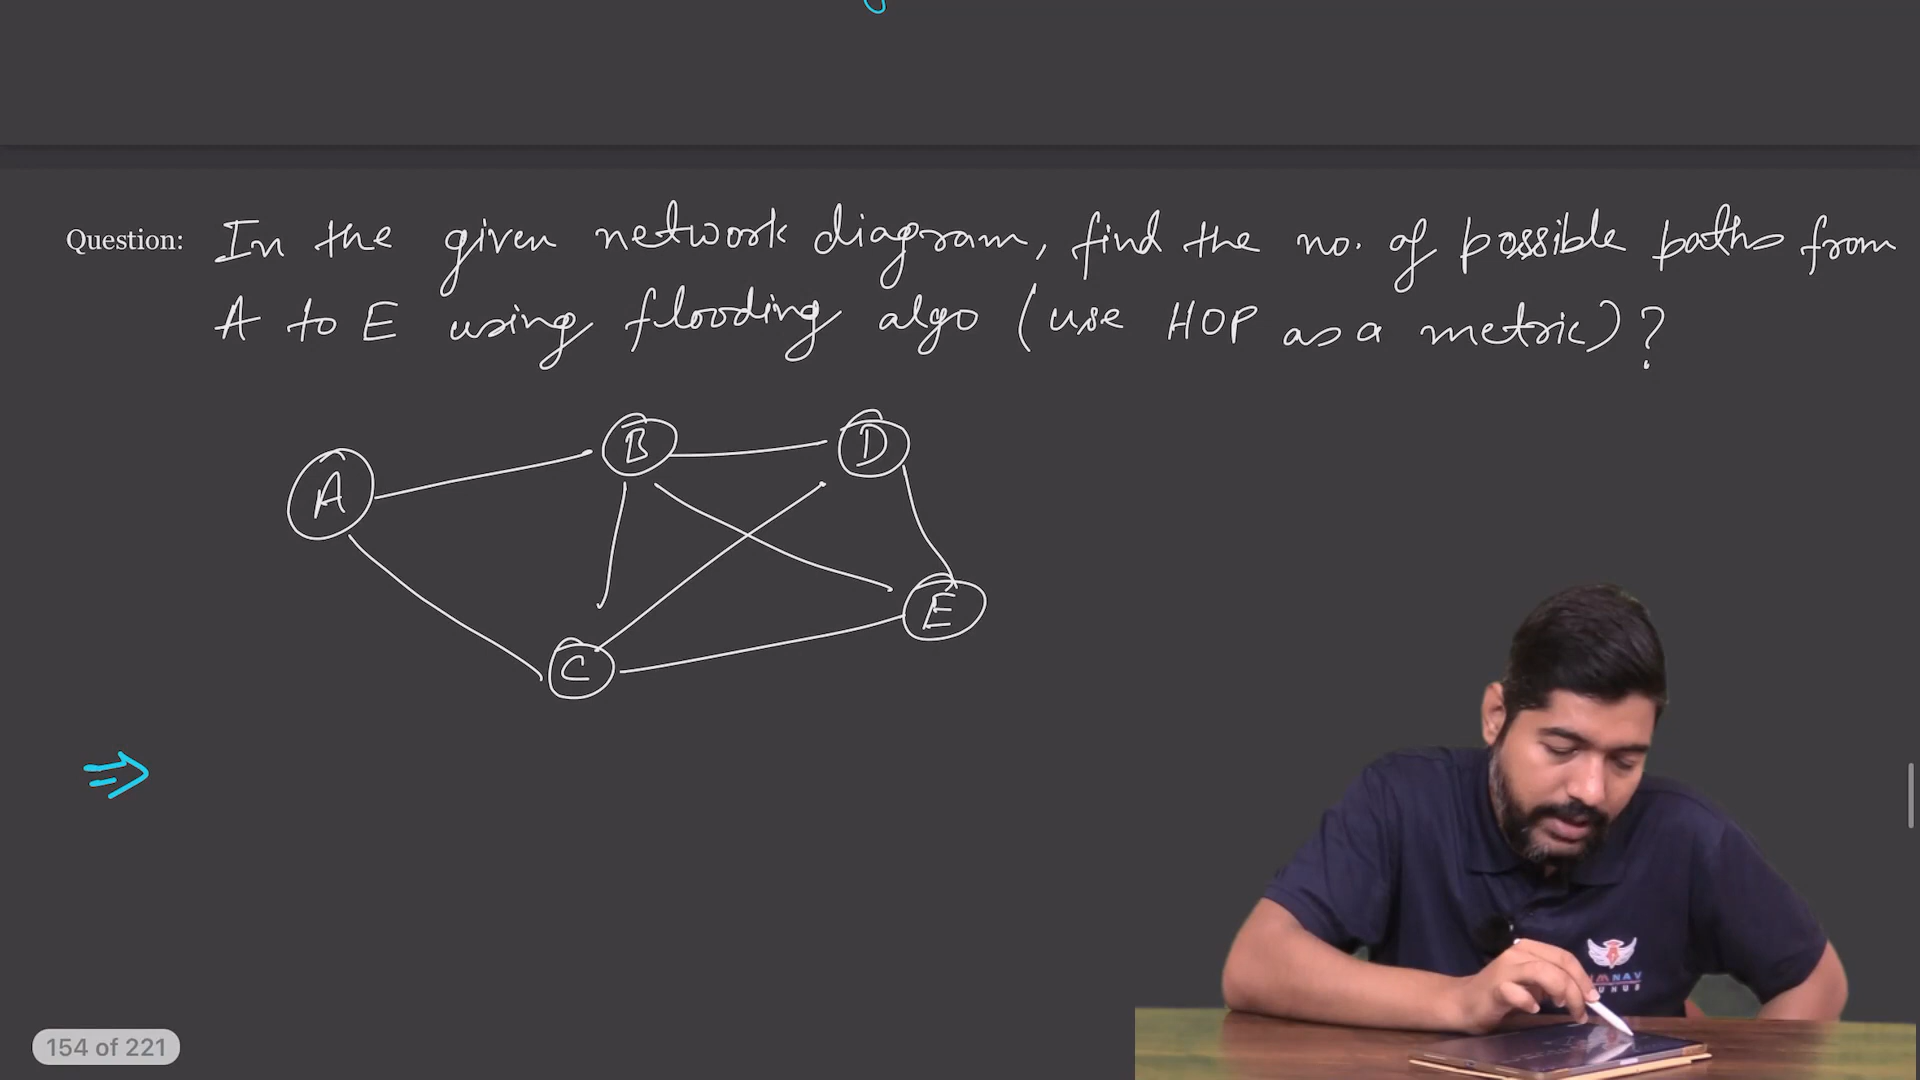 Question: In the given network diagram, find the no. of possible paths from
A to E using flooding algo (use HOP as a metric)?
B
D
A
E
C
154 of 221